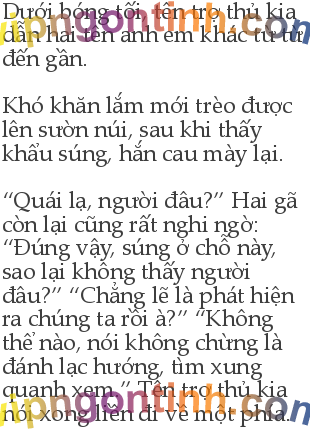 Dưới bóng tối, tên trợ thủ kia
dẫn hai tên anh em khác từ từ
đến gần.
Khó khăn lắm mới trèo được
lên sườn núi, sau khi thấy
khẩu súng, hắn cau mày lại.
“Quái lạ, người đâu?” Hai gã
còn lại cũng rất nghi ngờ:
“Đúng vậy, súng ở chỗ này,
sao lại không thấy người
đâu?” “Chẳng lẽ là phát hiện
ra chúng ta rồi à?” “Không
thể nào, nói không chừng là
đánh lạc hướng, tìm xung
quanh xem.” Tên trợ thủ kia
nói xong liền đi về một phía.
vipngontinh.com